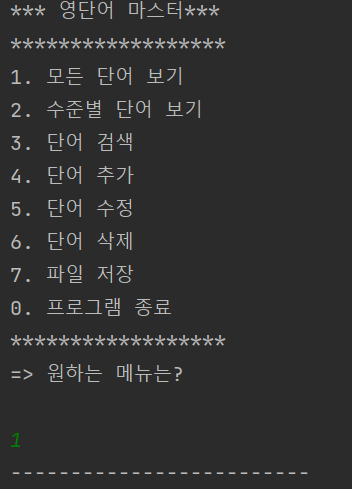 *** 영단어 마스터***
******************
1. 모든 단어 보기
2. 수준별 단어 보기
3. 단어 검색
4. 단어 추가
5. 단어 수정
6. 단어 삭제
7. 파일 저장
0. 프로그램 종료
******************
=> 원하는 메뉴는?
1
-------------------------